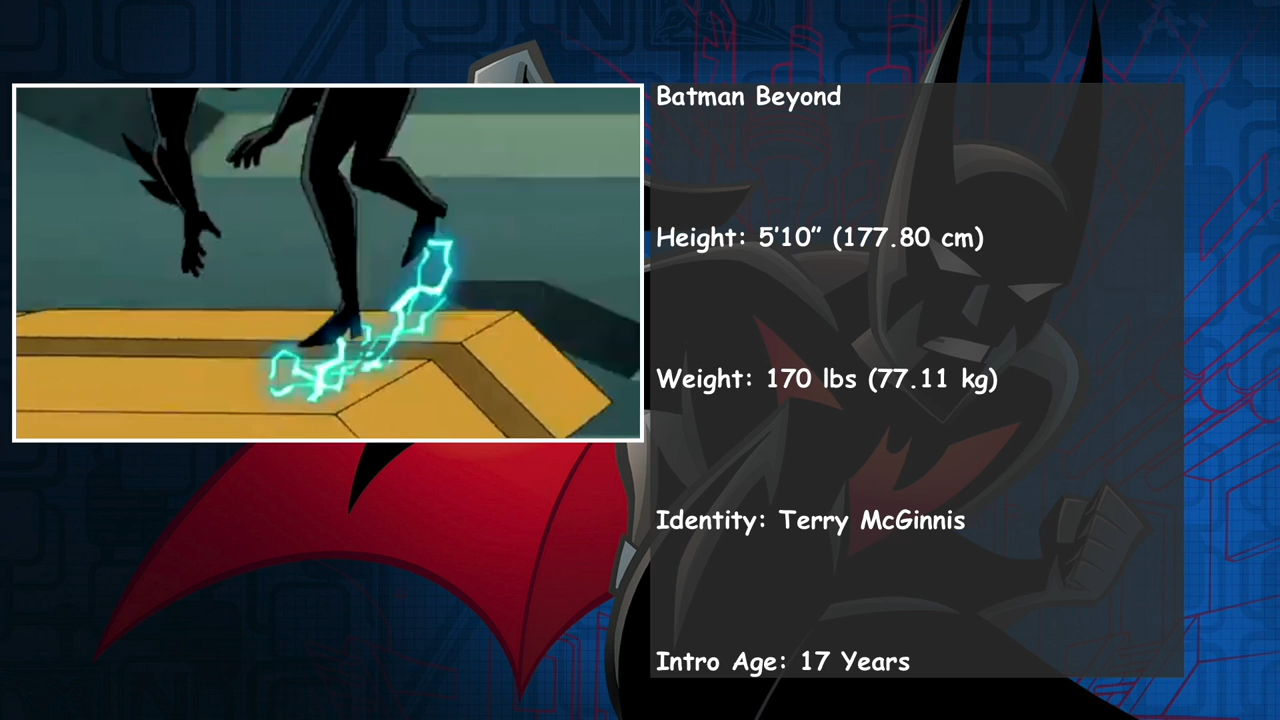 Batman Beyond
Height: 5’10” (177.80 cm)
Weight: 170 lbs (77.11 kg)
Identity: Terry McGinnis
Intro Age: 17 Years